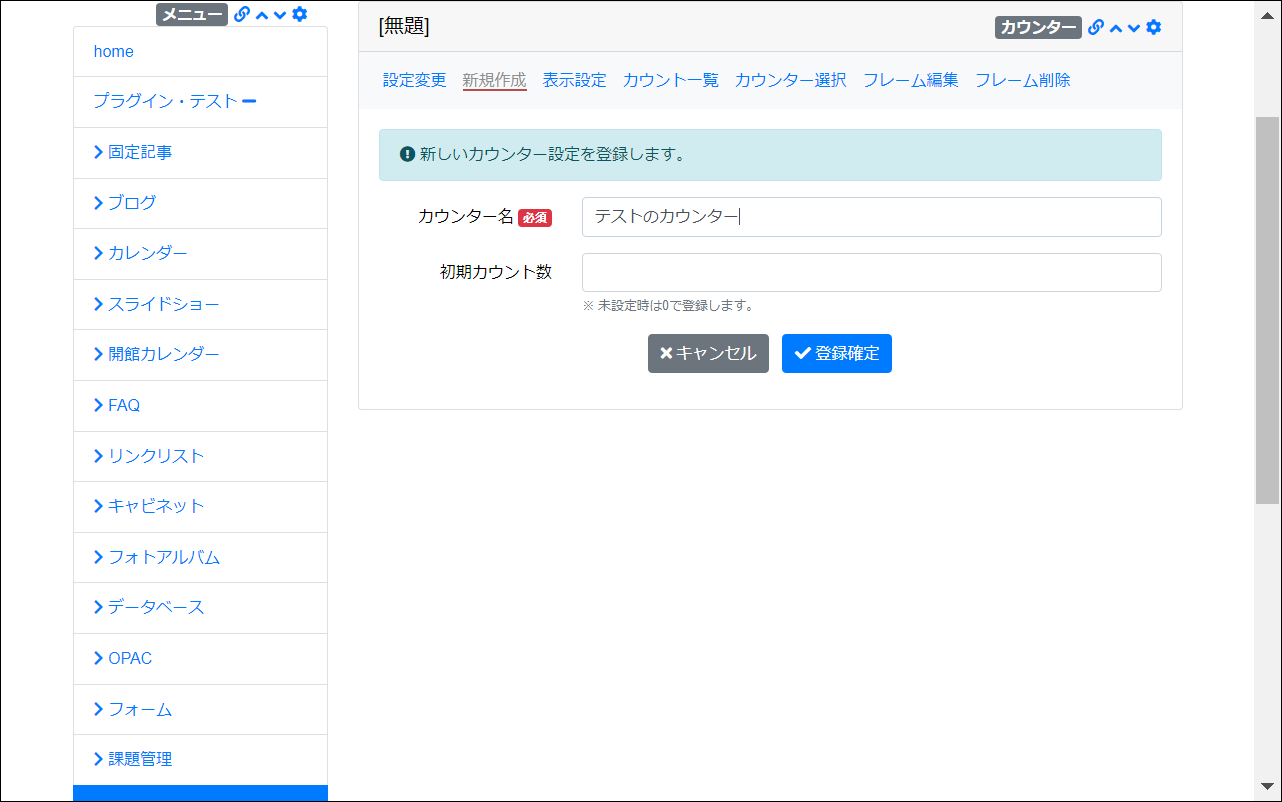 メニュー
home
プラグイン・テスト
固定記事
ブログ
カレンダー
スライドショー
開館カレンダー
FAQ
リンクリスト
キャビネット
フォトアルバム
データベース
OPAC
フォーム
課題管理
[無題]
カウンター
設定変更 新規作成 表示設定 カウント一覧 カウンター選択 フレーム編集 フレーム削除
新しいカウンター設定を登録します。
カウンター名 必須 テストのカウンター
初期カウント数
※ 未設定時は0で登録します。
キャンセル 登録確定